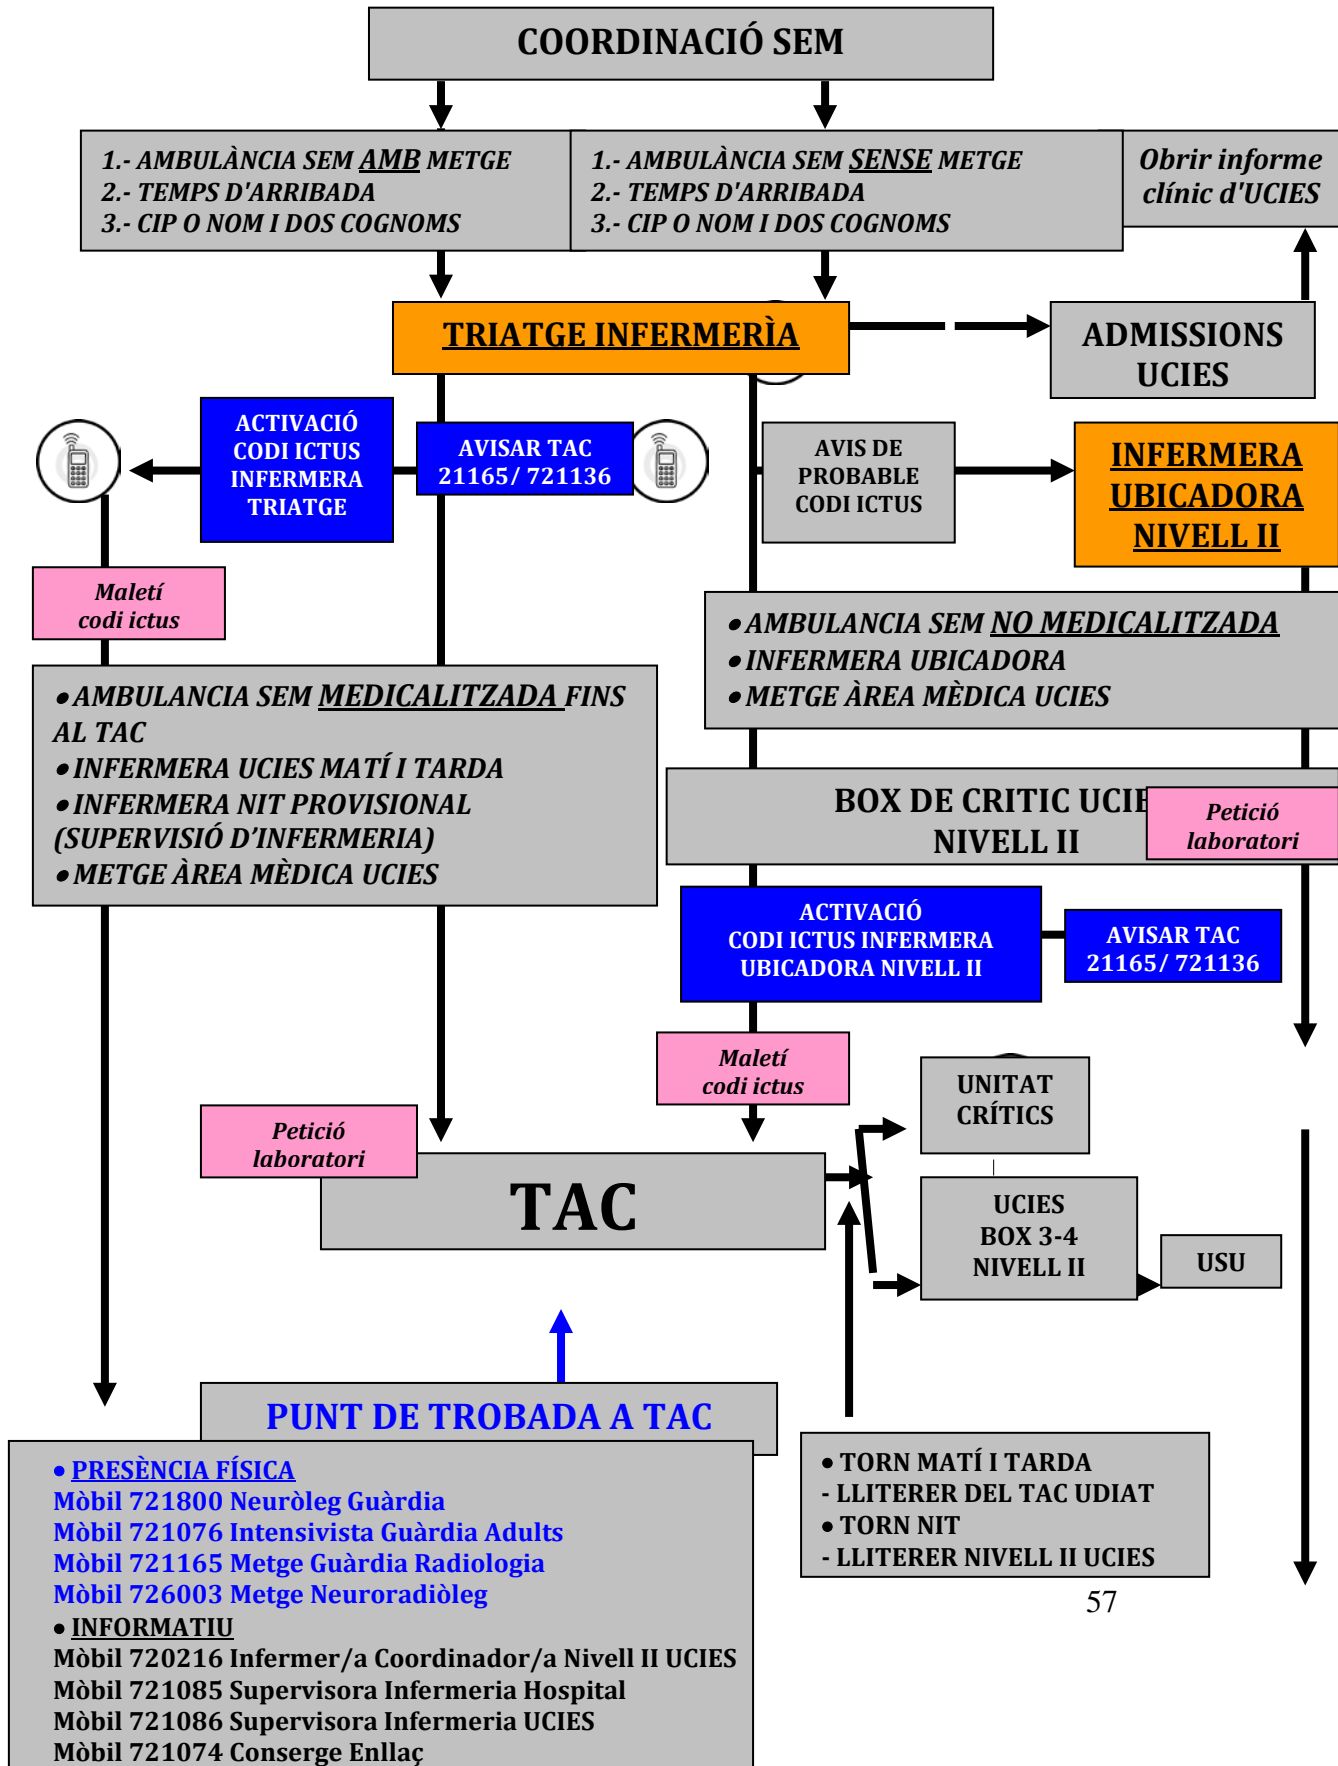 COORDINACIÓ SEM
1.- AMBULÀNCIA SEM AMB METGE
2.- TEMPS D'ARRIBADA
3.- CIP O NOM I DOS COGNOMS
1.- AMBULÀNCIA SEM SENSE METGE
2.- TEMPS D'ARRIBADA
3.- CIP O NOM I DOS COGNOMS
Obrir informe
clínic d'UCIES
TRIATGE INFERMERÌA
ADMISSIONS
UCIES
ACTIVACIÓ
CODI ICTUS
INFERMERA
TRIATGE
AVISAR TAC
21165/ 721136
AVIS DE
PROBABLE
CODI ICTUS
INFERMERA
UBICADORA
NIVELL II
Maletí
codi ictus
• AMBULANCIA SEM NO MEDICALITZADA
• INFERMERA UBICADORA
• METGE ÀREA MÈDICA UCIES
• AMBULANCIA SEM MEDICALITZADA FINS
AL TAC
• INFERMERA UCIES MATÍ I TARDA
• INFERMERA NIT PROVISIONAL
(SUPERVISIÓ D’INFERMERIA)
• METGE ÀREA MÈDICA UCIES
BOX DE CRITIC UCIE
NIVELL II
Petició
laboratori
ACTIVACIÓ
CODI ICTUS INFERMERA
UBICADORA NIVELL II
AVISAR TAC
21165/ 721136
Maletí
codi ictus
UNITAT
CRÍTICS
Petició
laboratori
TAC
UCIES
BOX 3-4
NIVELL II
USU
PUNT DE TROBADA A TAC
• PRESÈNCIA FÍSICA
Mòbil 721800 Neuròleg Guàrdia
Mòbil 721076 Intensivista Guàrdia Adults
Mòbil 721165 Metge Guàrdia Radiologia
Mòbil 726003 Metge Neuroradiòleg
• INFORMATIU
Mòbil 720216 Infermer/a Coordinador/a Nivell II UCIES
Mòbil 721085 Supervisora Infermeria Hospital
Mòbil 721086 Supervisora Infermeria UCIES
Mòbil 721074 Conserge Enllaç
• TORN MATÍ I TARDA
- LLITERER DEL TAC UDIAT
• TORN NIT
- LLITERER NIVELL II UCIES
57